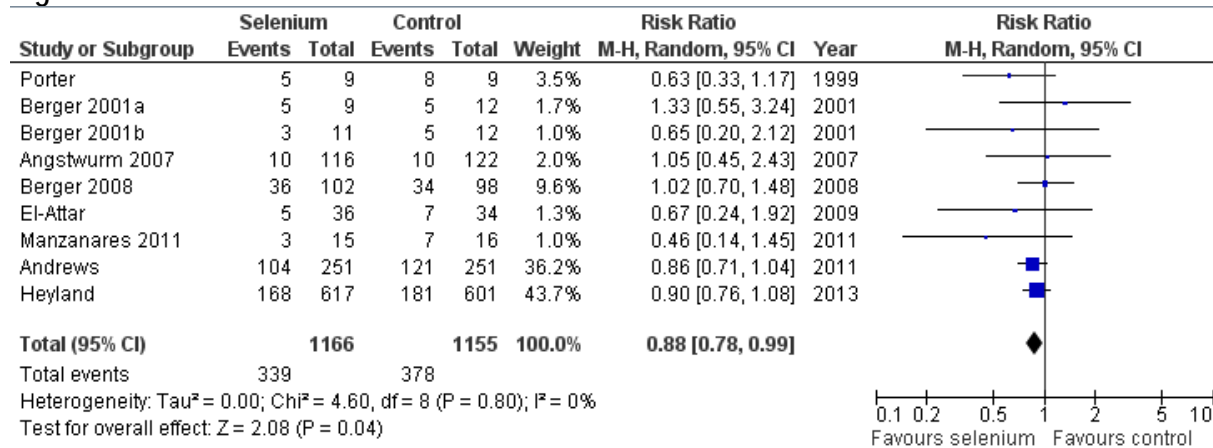 Selenium Control Risk Ratio Risk Ratio
Study or Subgroup Events Total Events Total Weight M-H, Random, 95% CI Year M-H, Random, 95% CI
Porter 5 9 8 9 3.5% 0.63 [0.33, 1.17] 1999
Berger 2001a 5 9 5 12 1.7% 1.33 [0.55, 3.24] 2001
Berger 2001b 3 11 5 12 1.0% 0.65 [0.20, 2.12] 2001
Angstwurm 2007 10 116 10 122 2.0% 1.05 [0.45, 2.43] 2007
Berger 2008 36 102 34 98 9.6% 1.02 [0.70, 1.48] 2008
El-Attar 5 36 7 34 1.3% 0.67 [0.24, 1.92] 2009
Manzanares 2011 3 15 7 16 1.0% 0.46 [0.14, 1.45] 2011
Andrews 104 251 121 251 36.2% 0.86 [0.71, 1.04] 2011
Heyland 168 617 181 601 43.7% 0.90 [0.76, 1.08] 2013
Total (95% CI) 1166 1155 100.0% 0.88 [0.78, 0.99]
Total events 339 378
Heterogeneity: Tau² = 0.00; Chi² = 4.60, df = 8 (P = 0.80); I² = 0%
Test for overall effect: Z = 2.08 (P = 0.04)
0.1 0.2 0.5 1 2 5 10
Favours selenium Favours control